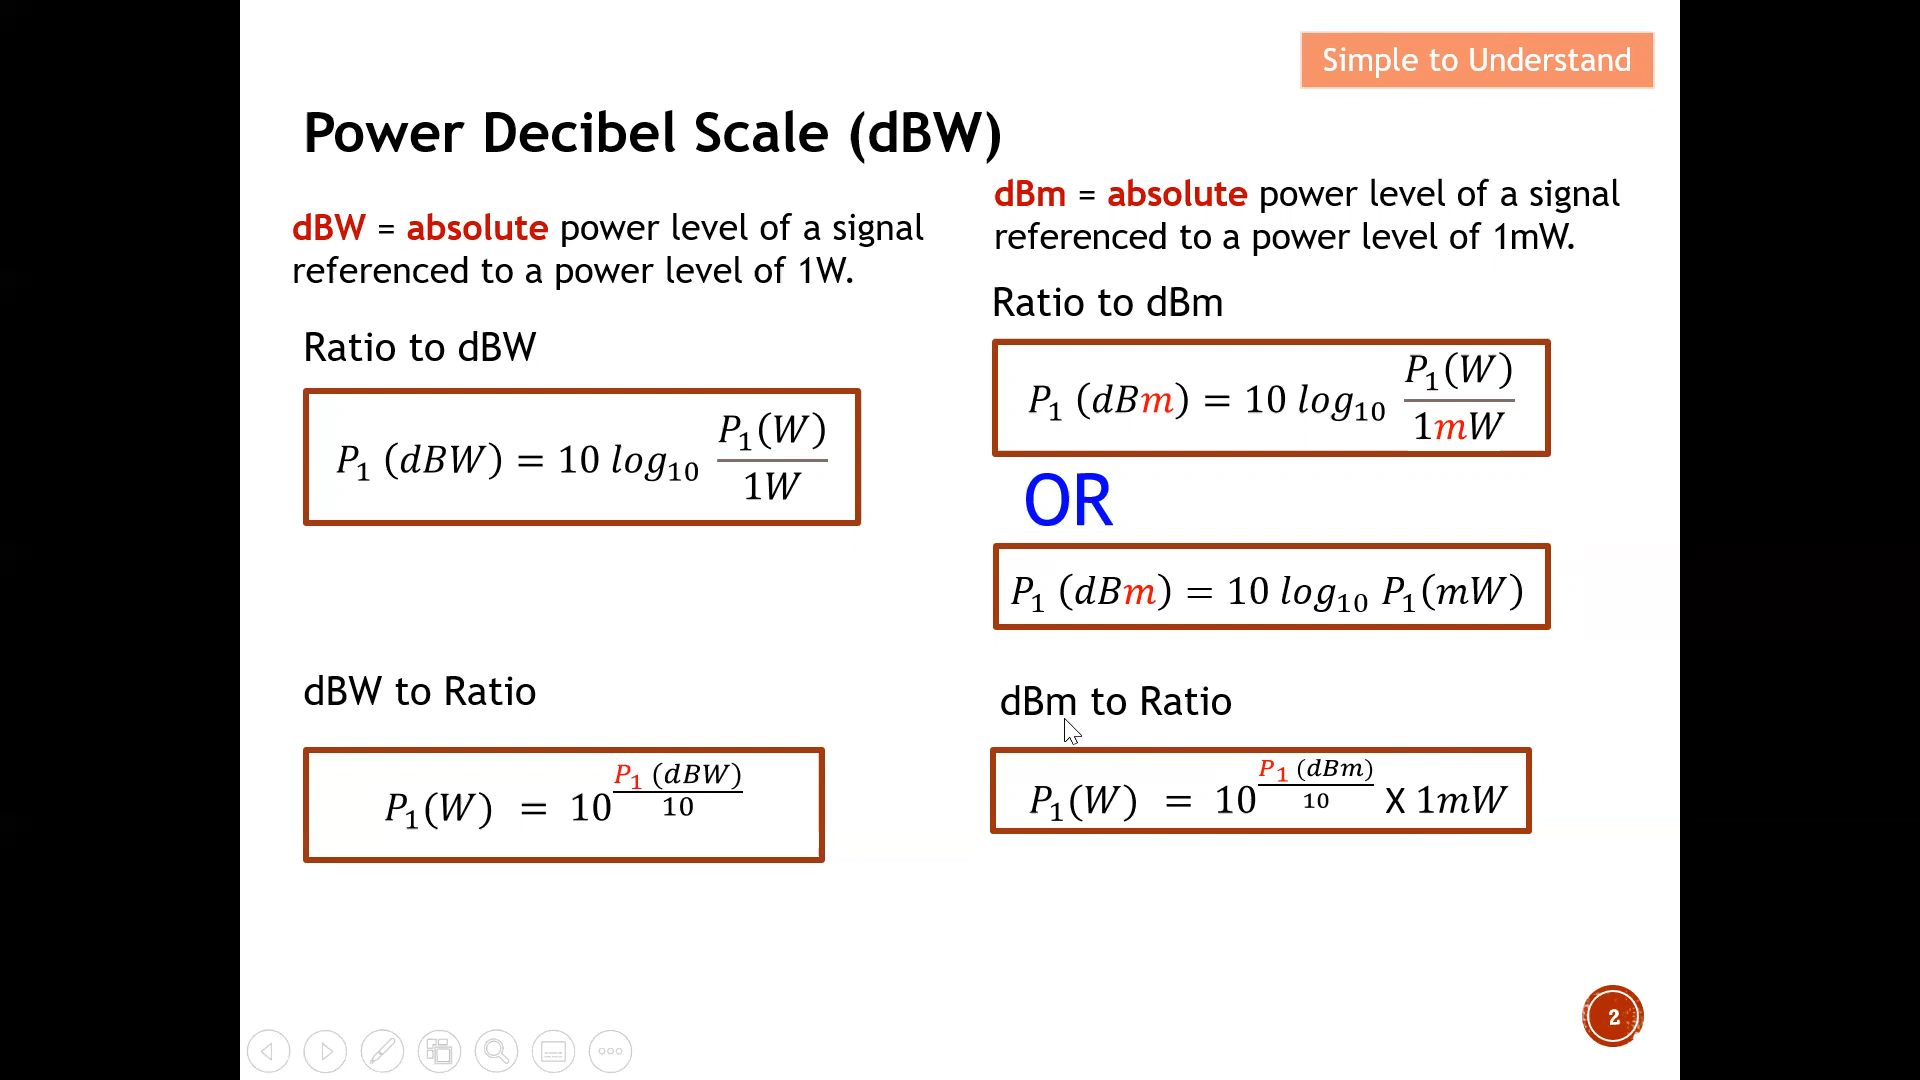 Simple to Understand
Power Decibel Scale (dBW)
dBW = absolute power level of a signal
referenced to a power level of 1W.
Ratio to dBW
P₁ (dBW) = 10 log₁₀ P₁(W) / 1W
dBW to Ratio
P₁(W) = 10^(P₁ (dBW) / 10)
dBm = absolute power level of a signal
referenced to a power level of 1mW.
Ratio to dBm
P₁ (dBm) = 10 log₁₀ P₁(W) / 1mW
OR
P₁ (dBm) = 10 log₁₀ P₁(mW)
dBm to Ratio
P₁(W) = 10^(P₁ (dBm) / 10) X 1mW
2